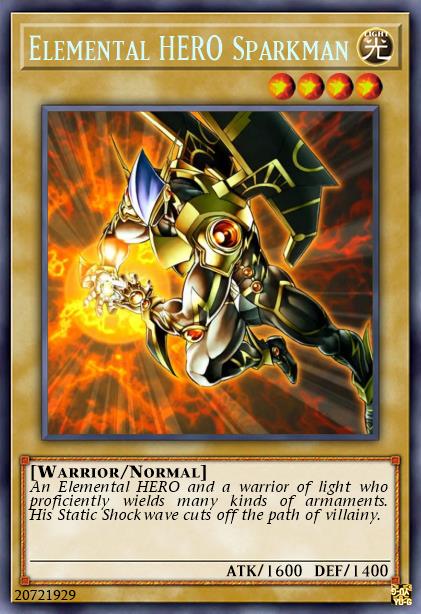 Elemental HERO Sparkman
LIGHT
光
[Warrior/Normal]
An Elemental HERO and a warrior of light who
proficiently wields many kinds of armaments.
His Static Shockwave cuts off the path of villainy.
ATK/1600 DEF/1400
20721929